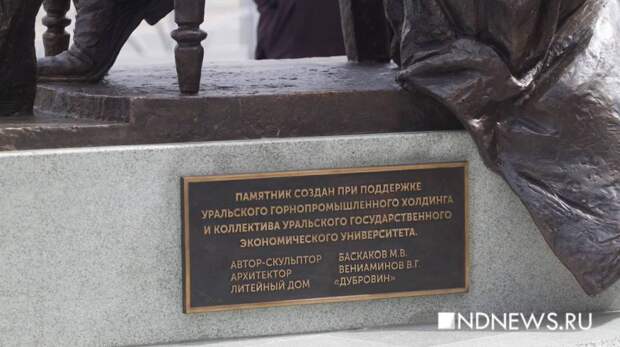 ПАМЯТНИК СОЗДАН ПРИ ПОДДЕРЖКЕ
УРАЛЬСКОГО ГОРНОПРОМЫШЛЕННОГО ХОЛДИНГА
И КОЛЛЕКТИВА УРАЛЬСКОГО ГОСУДАРСТВЕННОГО
ЭКОНОМИЧЕСКОГО УНИВЕРСИТЕТА.
АВТОР-СКУЛЬПТОР БАСКАКОВ М.В.
АРХИТЕКТОР ВЕНИАМИНОВ В.Г.
ЛИТЕЙНЫЙ ДОМ «ДУБРОВИН»
NDNEWS.RU